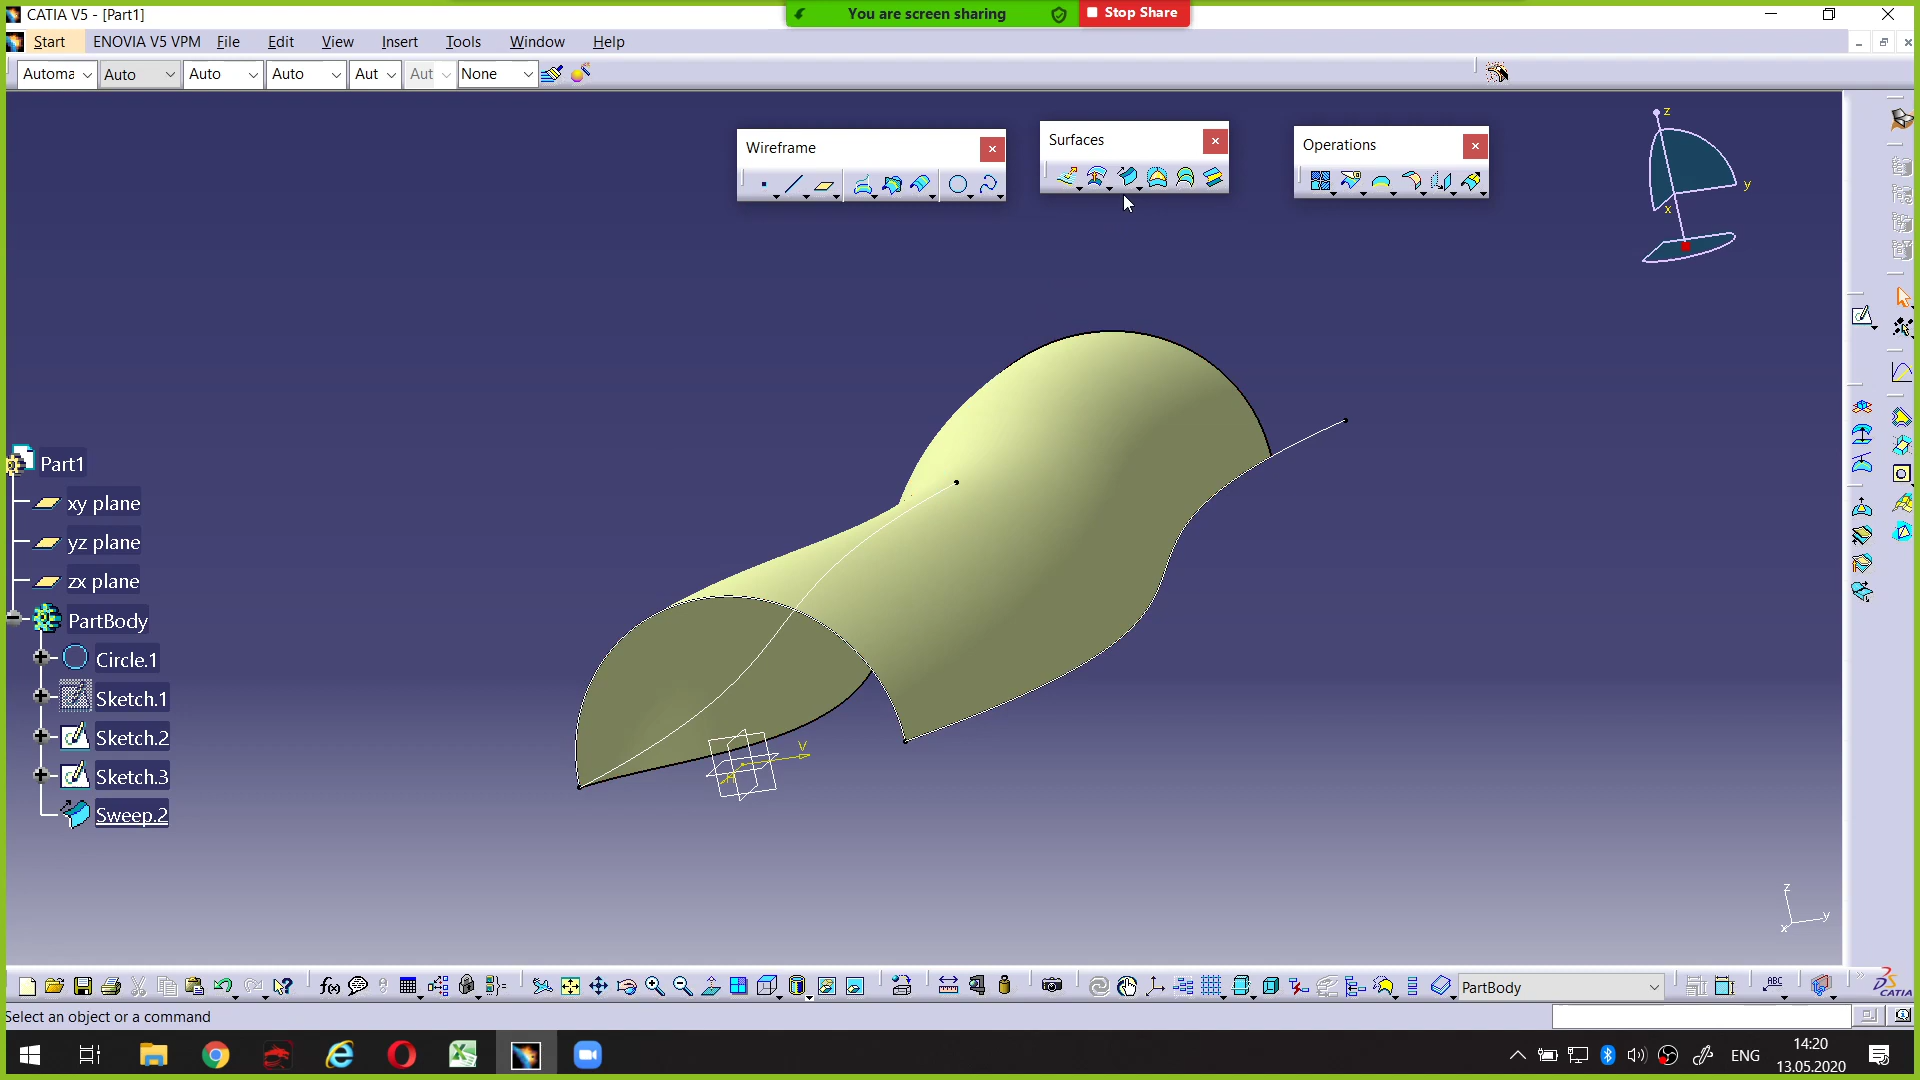 CATIA V5 - [Part1]
You are screen sharing
Stop Share
Start
ENOVIA V5 VPM
File
Edit
View
Insert
Tools
Window
Help
Automa
Auto
Auto
Auto
Aut
Aut
None
Wireframe
Surfaces
Operations
z
y
x
Part1
xy plane
yz plane
zx plane
PartBody
Circle.1
Sketch.1
Sketch.2
Sketch.3
Sweep.2
V
H
z
y
x
f(x)
PartBody
ABC
CATIA
Select an object or a command
ENG
14:20
13.05.2020